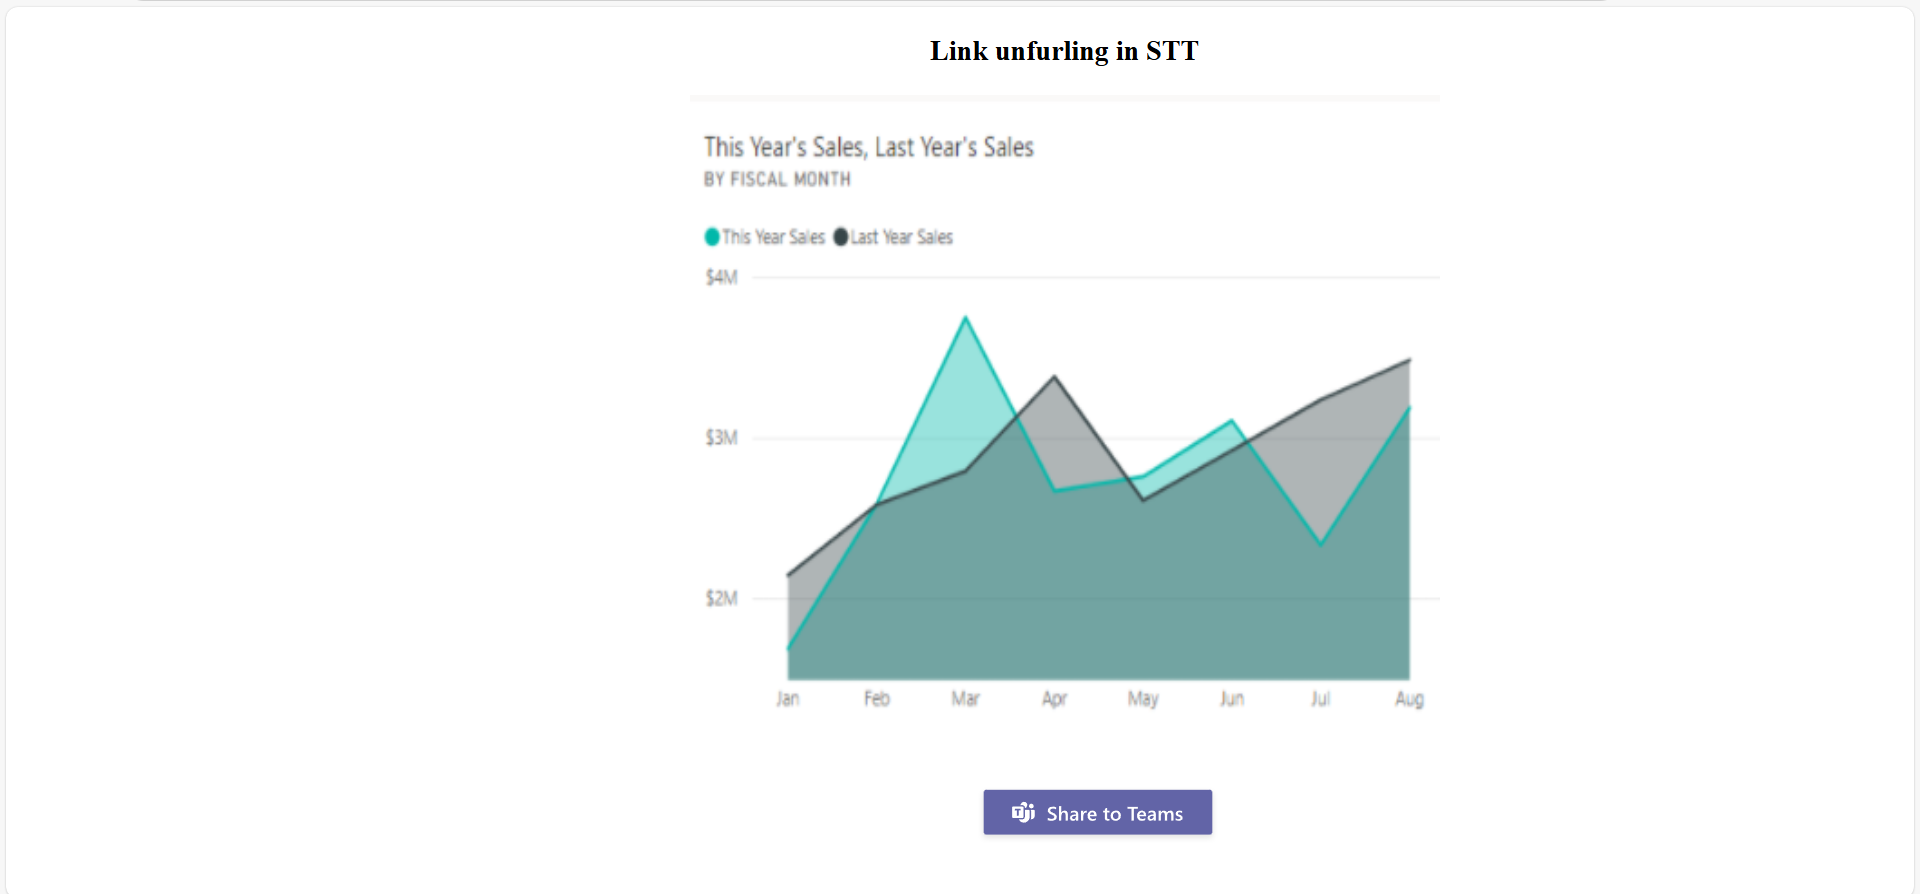 Link unfurling in STT
This Year's Sales, Last Year's Sales
BY FISCAL MONTH
This Year Sales Last Year Sales
$4M
$3M
$2M
Jan Feb Mar Apr May Jun Jul Aug
Share to Teams